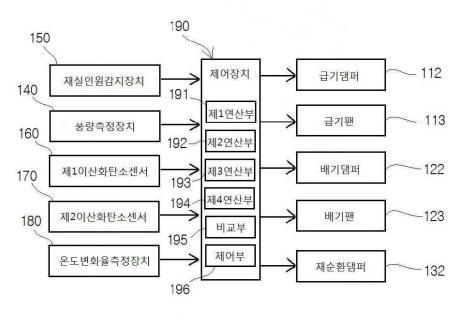 190
150
재실인원감지장치
제어장치
급기댐퍼
112
140
191
제1연산부
풍량측정장치
급기팬
113
160
192
제2연산부
제1이산화탄소센서
193
제3연산부
배기댐퍼
122
170
194
제4연산부
제2이산화탄소센서
195
비교부
배기팬
123
180
온도변화율측정장치
제어부
196
재순환댐퍼
132